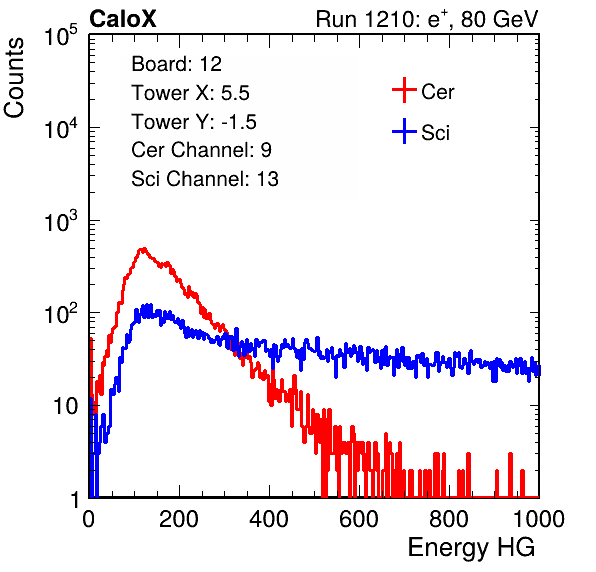 CaloX Run 1210: e⁺, 80 GeV
Counts
Board: 12
Tower X: 5.5
Tower Y: -1.5
Cer Channel: 9
Sci Channel: 13
Cer
Sci
10⁵
10⁴
10³
10²
10
1
0 200 400 600 800 1000
Energy HG